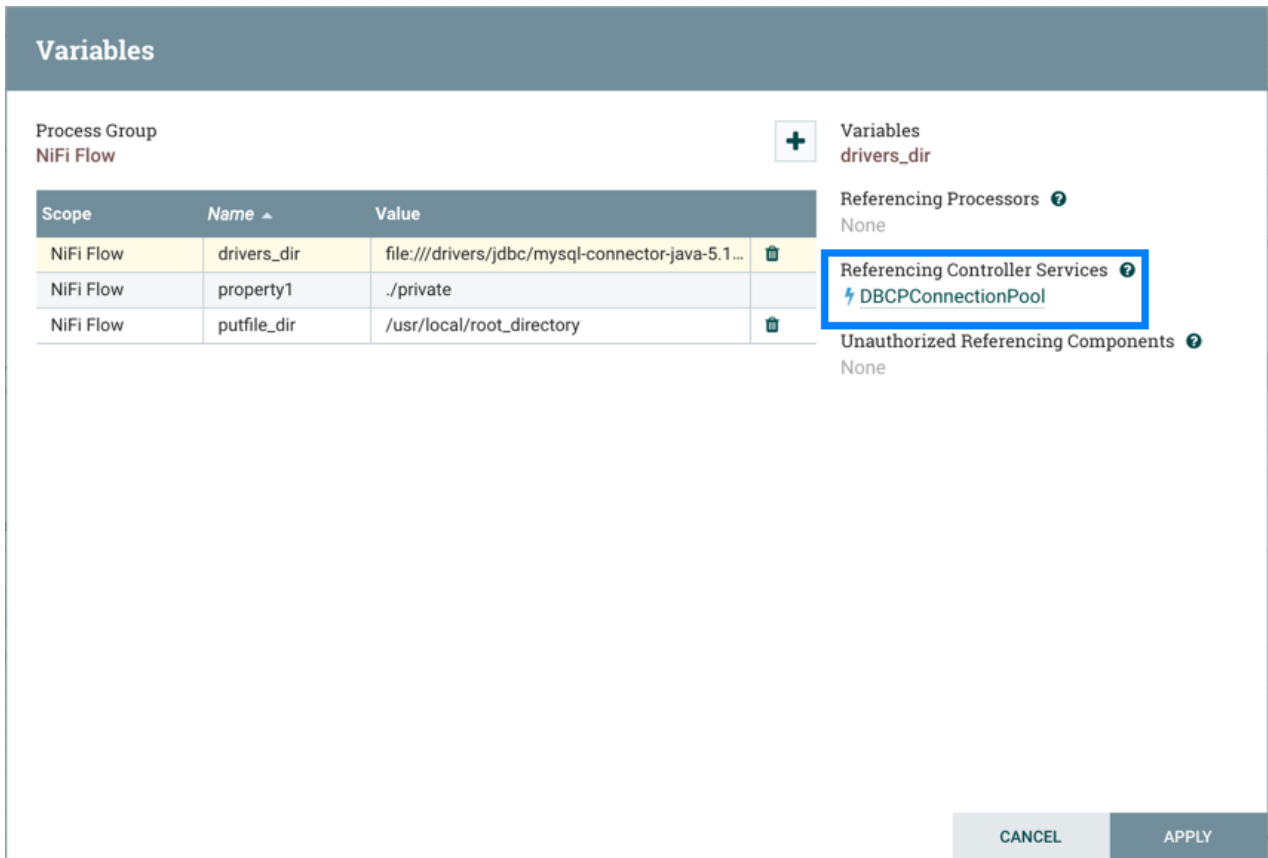 Variables
Process Group
NiFi Flow
Scope Name Value
NiFi Flow drivers_dir file:///drivers/jdbc/mysql-connector-java-5.1...
NiFi Flow property1 ./private
NiFi Flow putfile_dir /usr/local/root_directory
Variables
drivers_dir
Referencing Processors
None
Referencing Controller Services
DBCPConnectionPool
Unauthorized Referencing Components
None
CANCEL APPLY